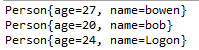 Person{age=27, name=bowen}
Person{age=20, name=bob}
Person{age=24, name=Logon}